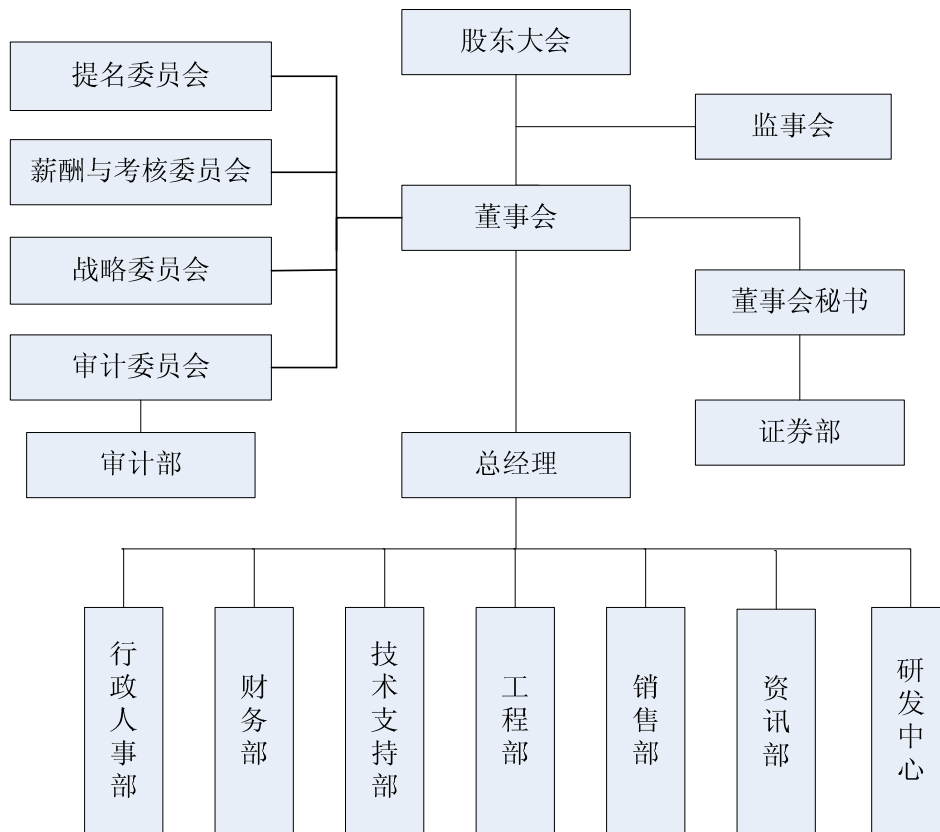 股东大会
提名委员会
监事会
薪酬与考核委员会
董事会
战略委员会
董事会秘书
审计委员会
证券部
审计部
总经理
行政人事部
财务部
技术支持部
工程部
销售部
资讯部
研发中心